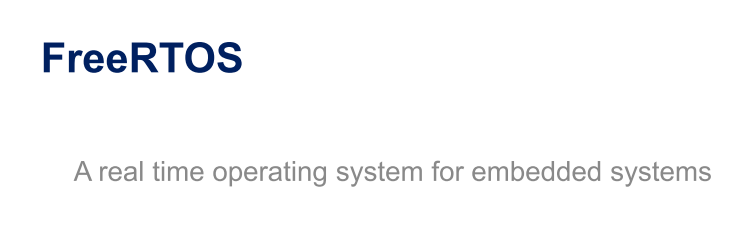 FreeRTOS
A real time operating system for embedded systems